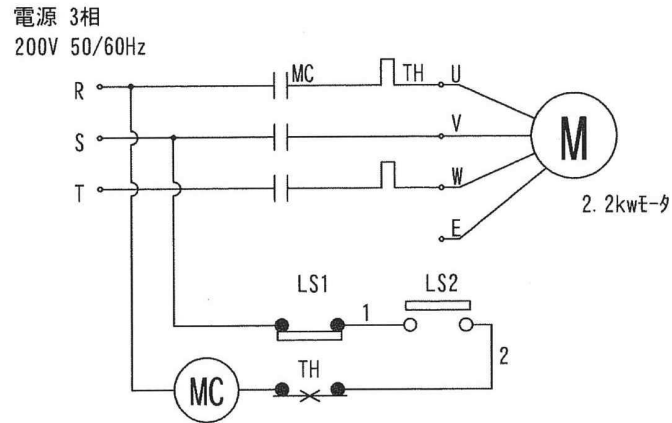 電源 3相
200V 50/60Hz
R
MC
TH
U
S
V
T
W
M
2.2kwモータ
E
LS1
LS2
1
2
TH
MC